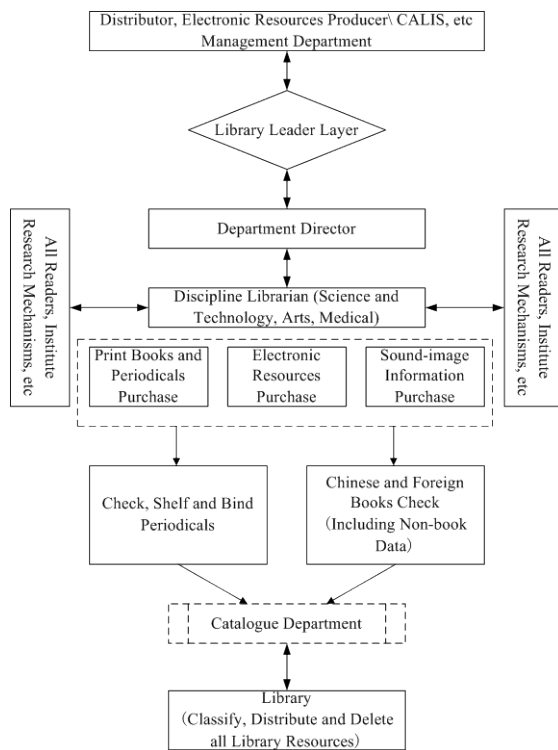 Distributor, Electronic Resources Producer\ CALIS, etc
Management Department
Library Leader Layer
Department Director
All Readers, Institute
Research Mechanisms, etc
Discipline Librarian (Science and
Technology, Arts, Medical)
All Readers, Institute
Research Mechanisms, etc
Print Books and
Periodicals
Purchase
Electronic
Resources
Purchase
Sound-image
Information
Purchase
Check, Shelf and Bind
Periodicals
Chinese and Foreign
Books Check
（Including Non-book
Data）
Catalogue Department
Library
（Classify, Distribute and Delete
all Library Resources）